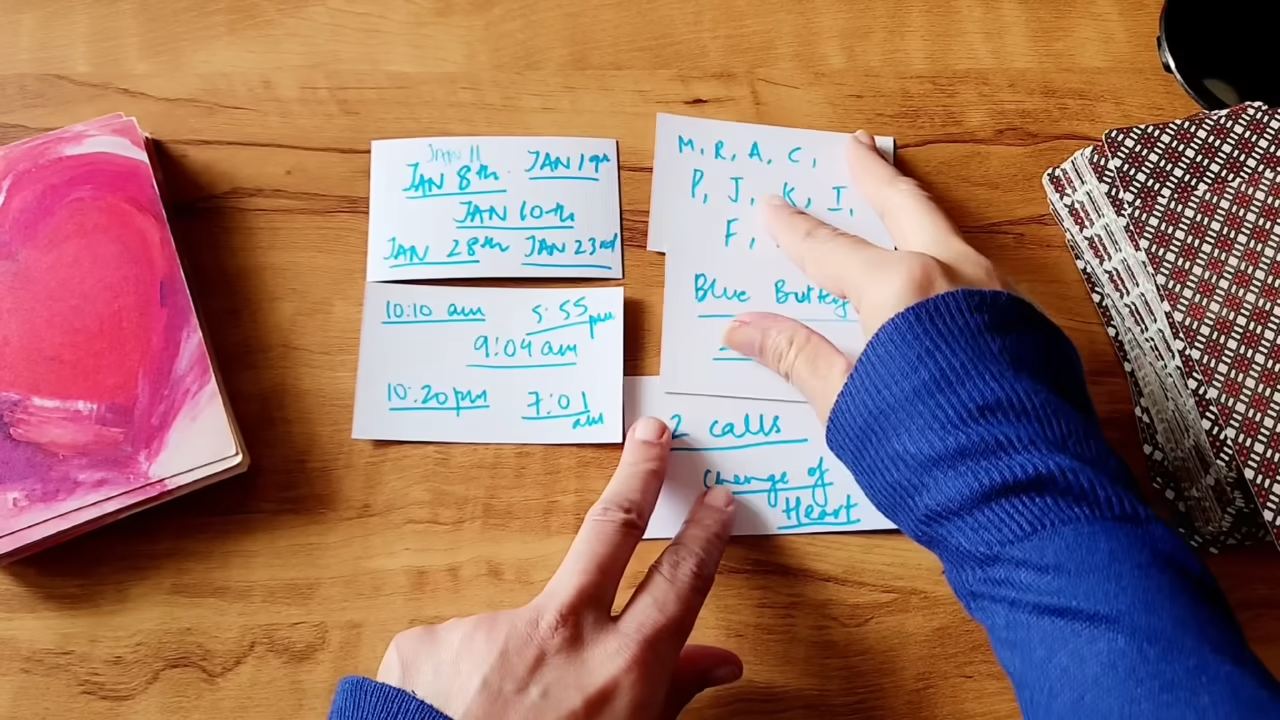 JAN 11
JAN 8th. JAN 19th
JAN 10th
JAN 28th JAN 23rd
10:10 am 5:55 pm
9:04 am
10:20 pm 7:01 am
M, R, A, C,
P, J, K, I,
F,
Blue
2 calls
Change of
Heart